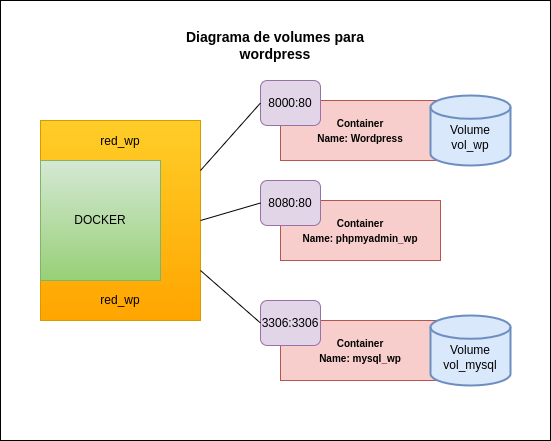 Diagrama de volumes para
wordpress
8000:80
Container
Name: Wordpress
Volume
vol_wp
red_wp
DOCKER
red_wp
8080:80
Container
Name: phpmyadmin_wp
3306:3306
Container
Name: mysql_wp
Volume
vol_mysql